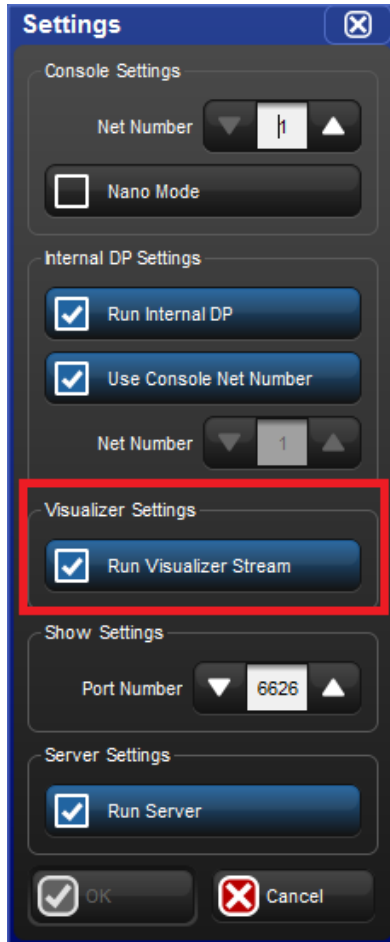 Settings
Console Settings
Net Number 1
Nano Mode
Internal DP Settings
Run Internal DP
Use Console Net Number
Net Number 1
Visualizer Settings
Run Visualizer Stream
Show Settings
Port Number 6626
Server Settings
Run Server
OK Cancel